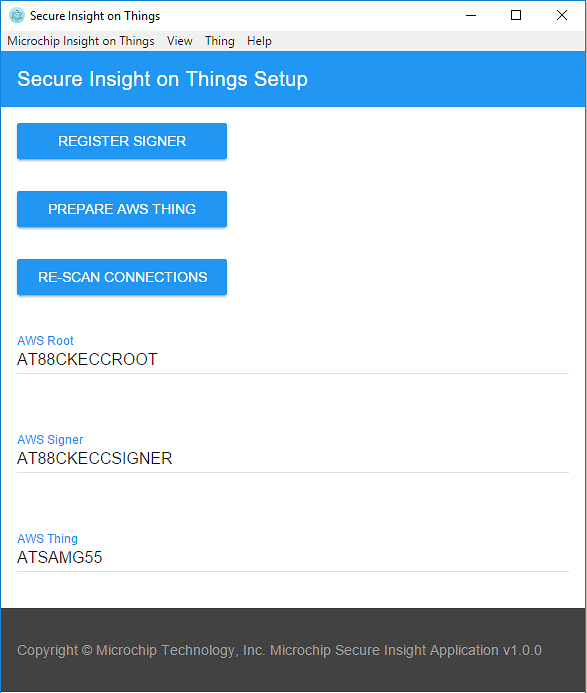 Secure Insight on Things
Microchip Insight on Things View Thing Help
Secure Insight on Things Setup
REGISTER SIGNER
PREPARE AWS THING
RE-SCAN CONNECTIONS
AWS Root
AT88CKECCROOT
AWS Signer
AT88CKECCSIGNER
AWS Thing
ATSAMG55
Copyright © Microchip Technology, Inc. Microchip Secure Insight Application v1.0.0